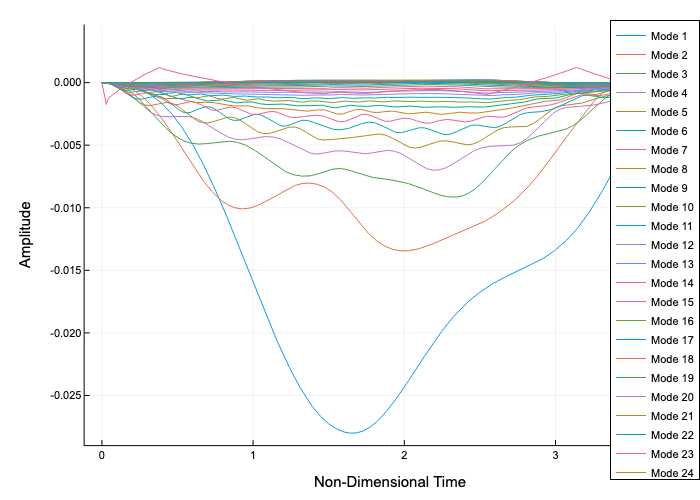 0.000
-0.005
-0.010
-0.015
-0.020
-0.025
Amplitude
0
1
2
3
Non-Dimensional Time
Mode 1
Mode 2
Mode 3
Mode 4
Mode 5
Mode 6
Mode 7
Mode 8
Mode 9
Mode 10
Mode 11
Mode 12
Mode 13
Mode 14
Mode 15
Mode 16
Mode 17
Mode 18
Mode 19
Mode 20
Mode 21
Mode 22
Mode 23
Mode 24